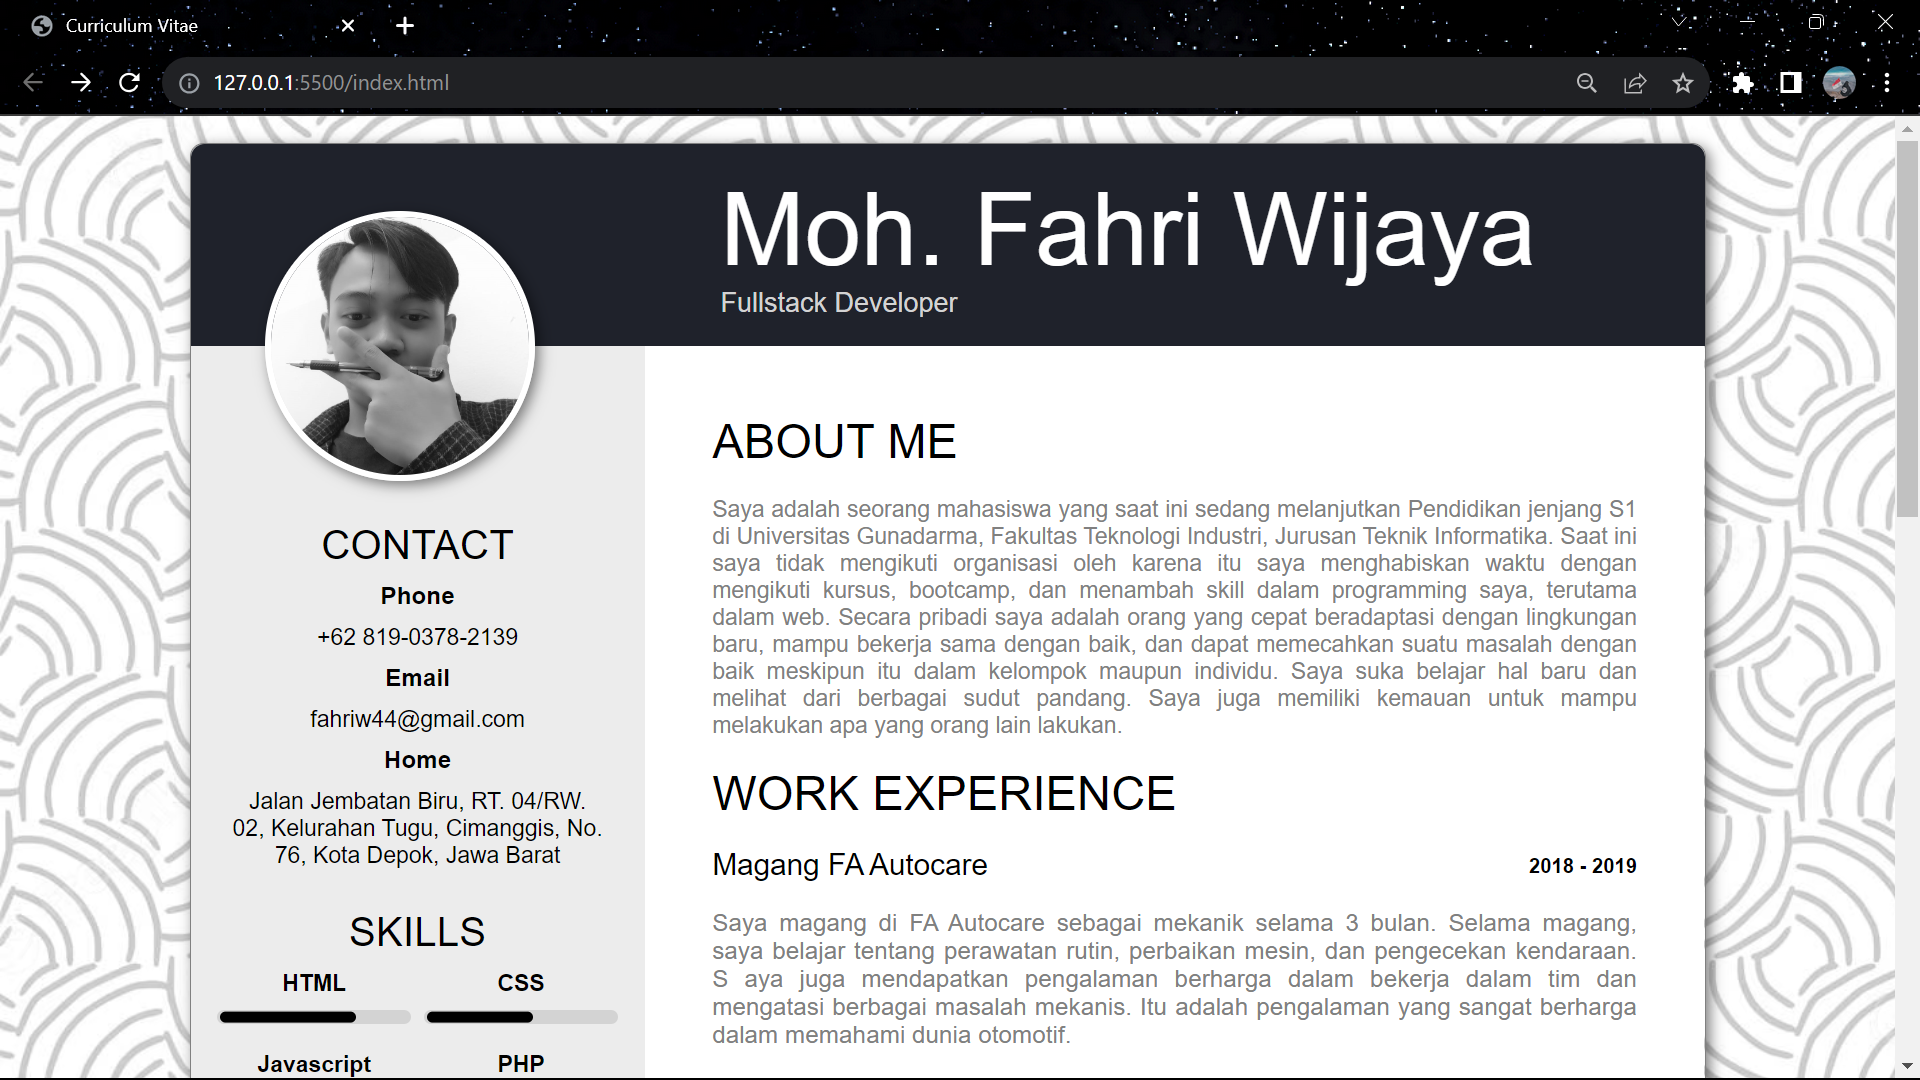 Curriculum Vitae
127.0.0.1:5500/index.html
Moh. Fahri Wijaya
Fullstack Developer
CONTACT
Phone
+62 819-0378-2139
Email
fahriw44@gmail.com
Home
Jalan Jembatan Biru, RT. 04/RW.
02, Kelurahan Tugu, Cimanggis, No.
76, Kota Depok, Jawa Barat
SKILLS
HTML CSS
Javascript PHP
ABOUT ME
Saya adalah seorang mahasiswa yang saat ini sedang melanjutkan Pendidikan jenjang S1
di Universitas Gunadarma, Fakultas Teknologi Industri, Jurusan Teknik Informatika. Saat ini
saya tidak mengikuti organisasi oleh karena itu saya menghabiskan waktu dengan
mengikuti kursus, bootcamp, dan menambah skill dalam programming saya, terutama
dalam web. Secara pribadi saya adalah orang yang cepat beradaptasi dengan lingkungan
baru, mampu bekerja sama dengan baik, dan dapat memecahkan suatu masalah dengan
baik meskipun itu dalam kelompok maupun individu. Saya suka belajar hal baru dan
melihat dari berbagai sudut pandang. Saya juga memiliki kemauan untuk mampu
melakukan apa yang orang lain lakukan.
WORK EXPERIENCE
Magang FA Autocare 2018 - 2019
Saya magang di FA Autocare sebagai mekanik selama 3 bulan. Selama magang,
saya belajar tentang perawatan rutin, perbaikan mesin, dan pengecekan kendaraan.
S aya juga mendapatkan pengalaman berharga dalam bekerja dalam tim dan
mengatasi berbagai masalah mekanis. Itu adalah pengalaman yang sangat berharga
dalam memahami dunia otomotif.